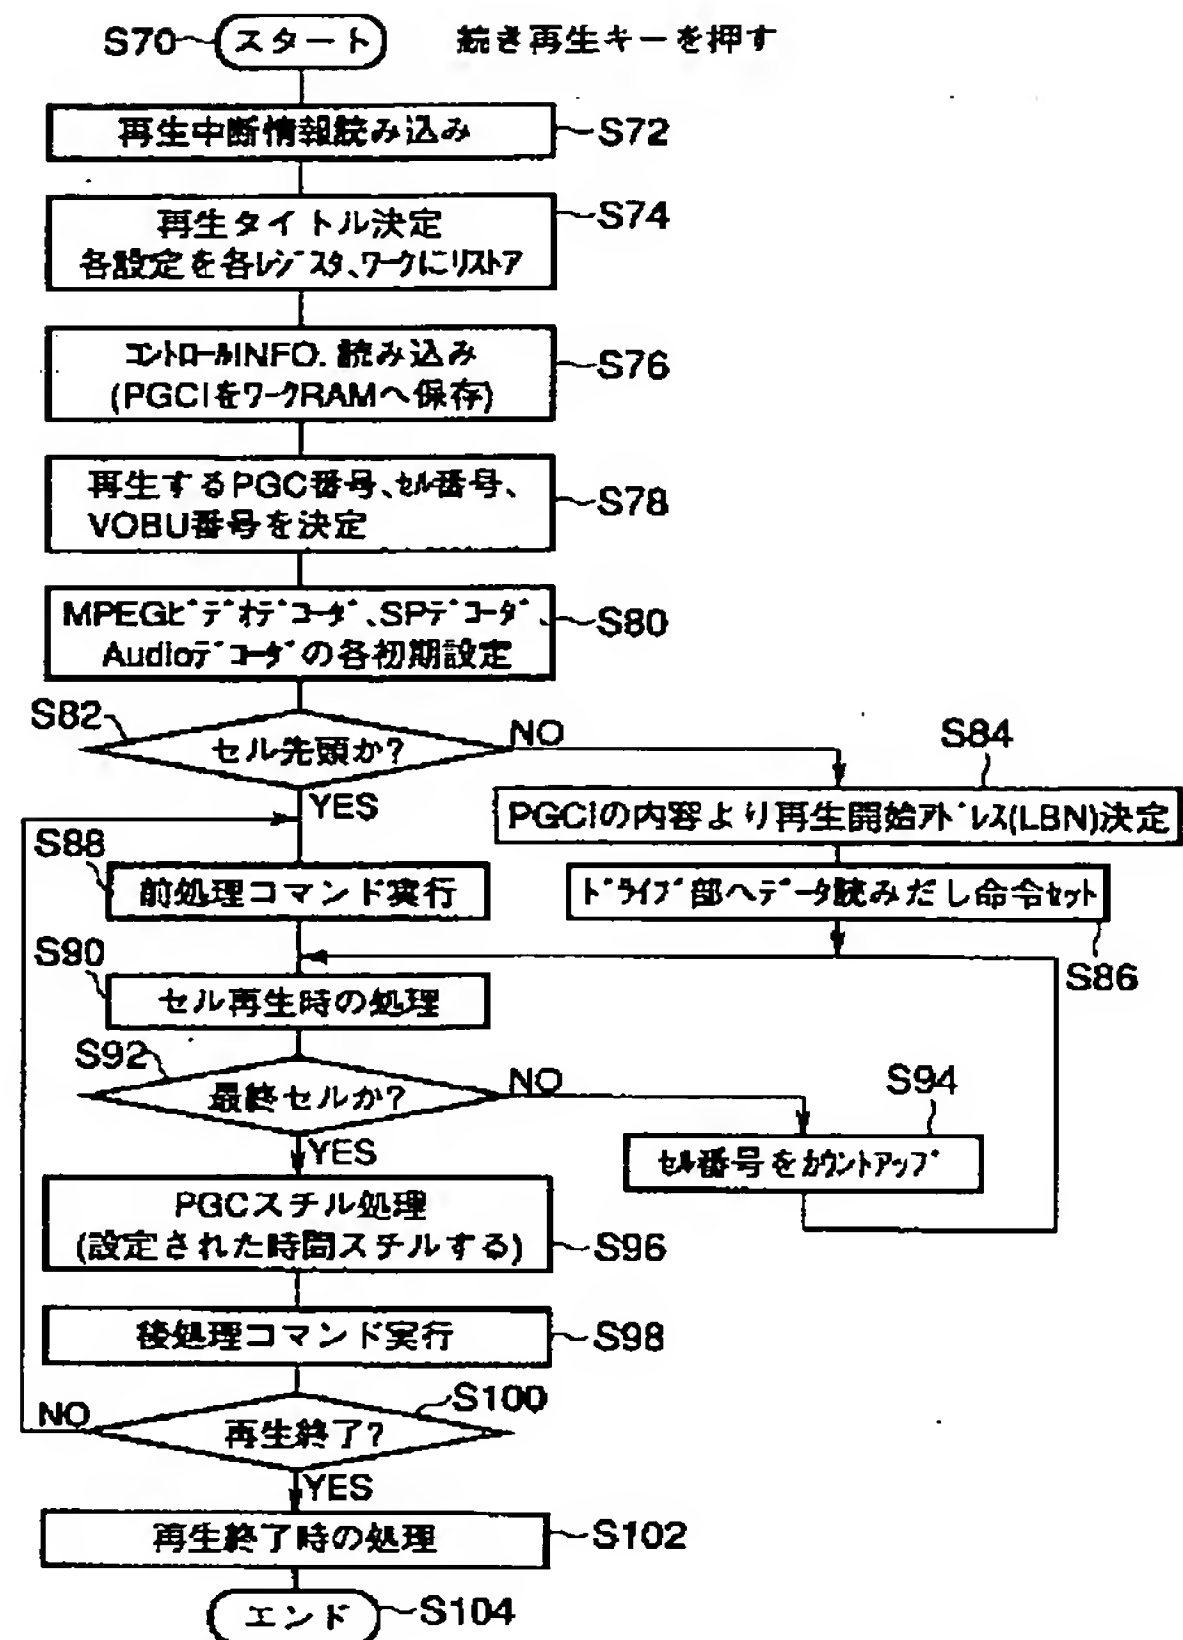 S70 スタート 続き再生キーを押す
再生中断情報読み込み S72
再生タイトル決定 S74
各設定を各レジスタ、ワークにリストア
コントロールINFO. 読み込み S76
(PGCIをワークRAMへ保存)
再生するPGC番号、セル番号、 S78
VOBU番号を決定
MPEGビデオデコーダ、SPデコーダ、 S80
Audioデコーダの各初期設定
S82 セル先頭か? NO
YES
S84
PGCIの内容より再生開始アドレス(LBN)決定
S88
前処理コマンド実行
ドライブ部へデータ読みだし命令セット
S86
S90
セル再生時の処理
S92 最終セルか? NO
YES
S94
セル番号をカウントアップ
PGCスチル処理
(設定された時間スチルする) S96
後処理コマンド実行 S98
S100
NO 再生終了?
YES
再生終了時の処理 S102
エンド S104